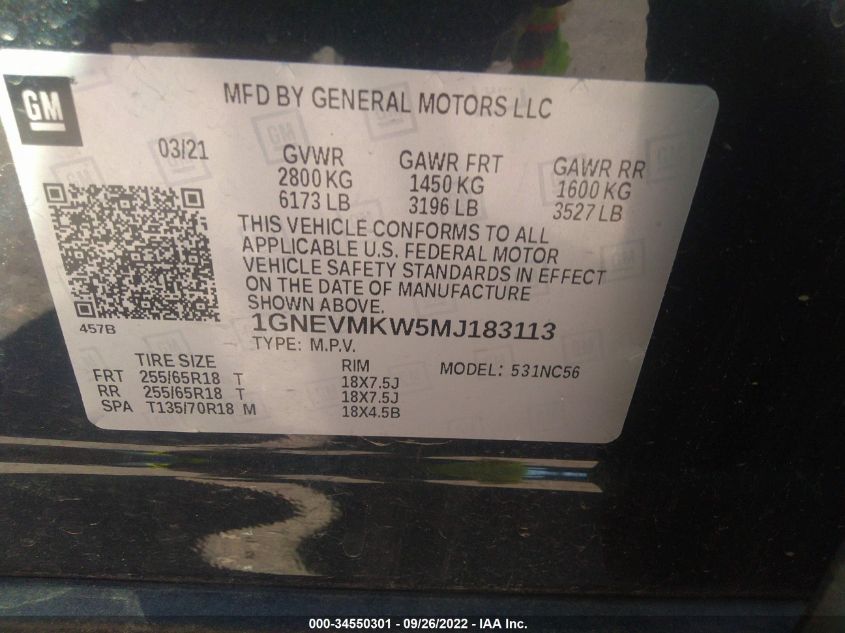 GM
MFD BY GENERAL MOTORS LLC
03/21
GVWR
2800 KG
6173 LB
GAWR FRT
1450 KG
3196 LB
GAWR RR
1600 KG
3527 LB
THIS VEHICLE CONFORMS TO ALL
APPLICABLE U.S. FEDERAL MOTOR
VEHICLE SAFETY STANDARDS IN EFFECT
ON THE DATE OF MANUFACTURE
SHOWN ABOVE.
457B
1GNEVMKW5MJ183113
TYPE: M.P.V.
MODEL: 531NC56
TIRE SIZE RIM
FRT 255/65R18 T 18X7.5J
RR 255/65R18 T 18X7.5J
SPA T135/70R18 M 18X4.5B
000-34550301 - 09/26/2022 - IAA Inc.